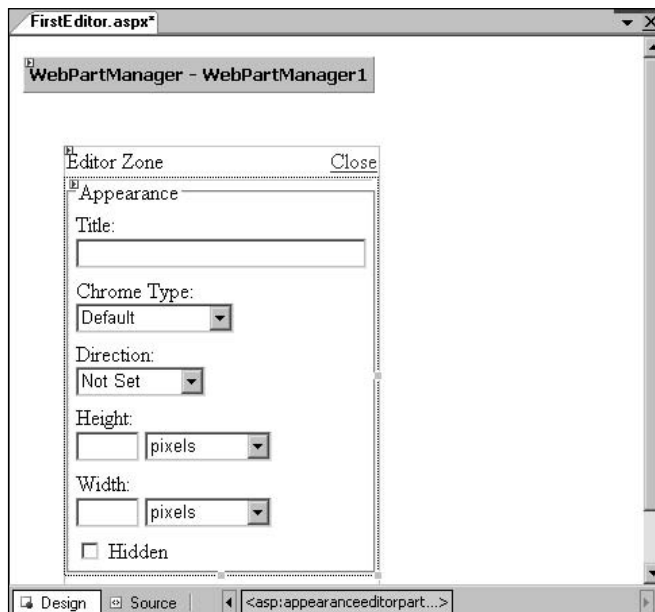 FirstEditor.aspx*
WebPartManager - WebPartManager1
Editor Zone Close
Appearance
Title:
Chrome Type:
Default
Direction:
Not Set
Height:
pixels
Width:
pixels
Hidden
Design Source <asp:appearanceeditorpart...>